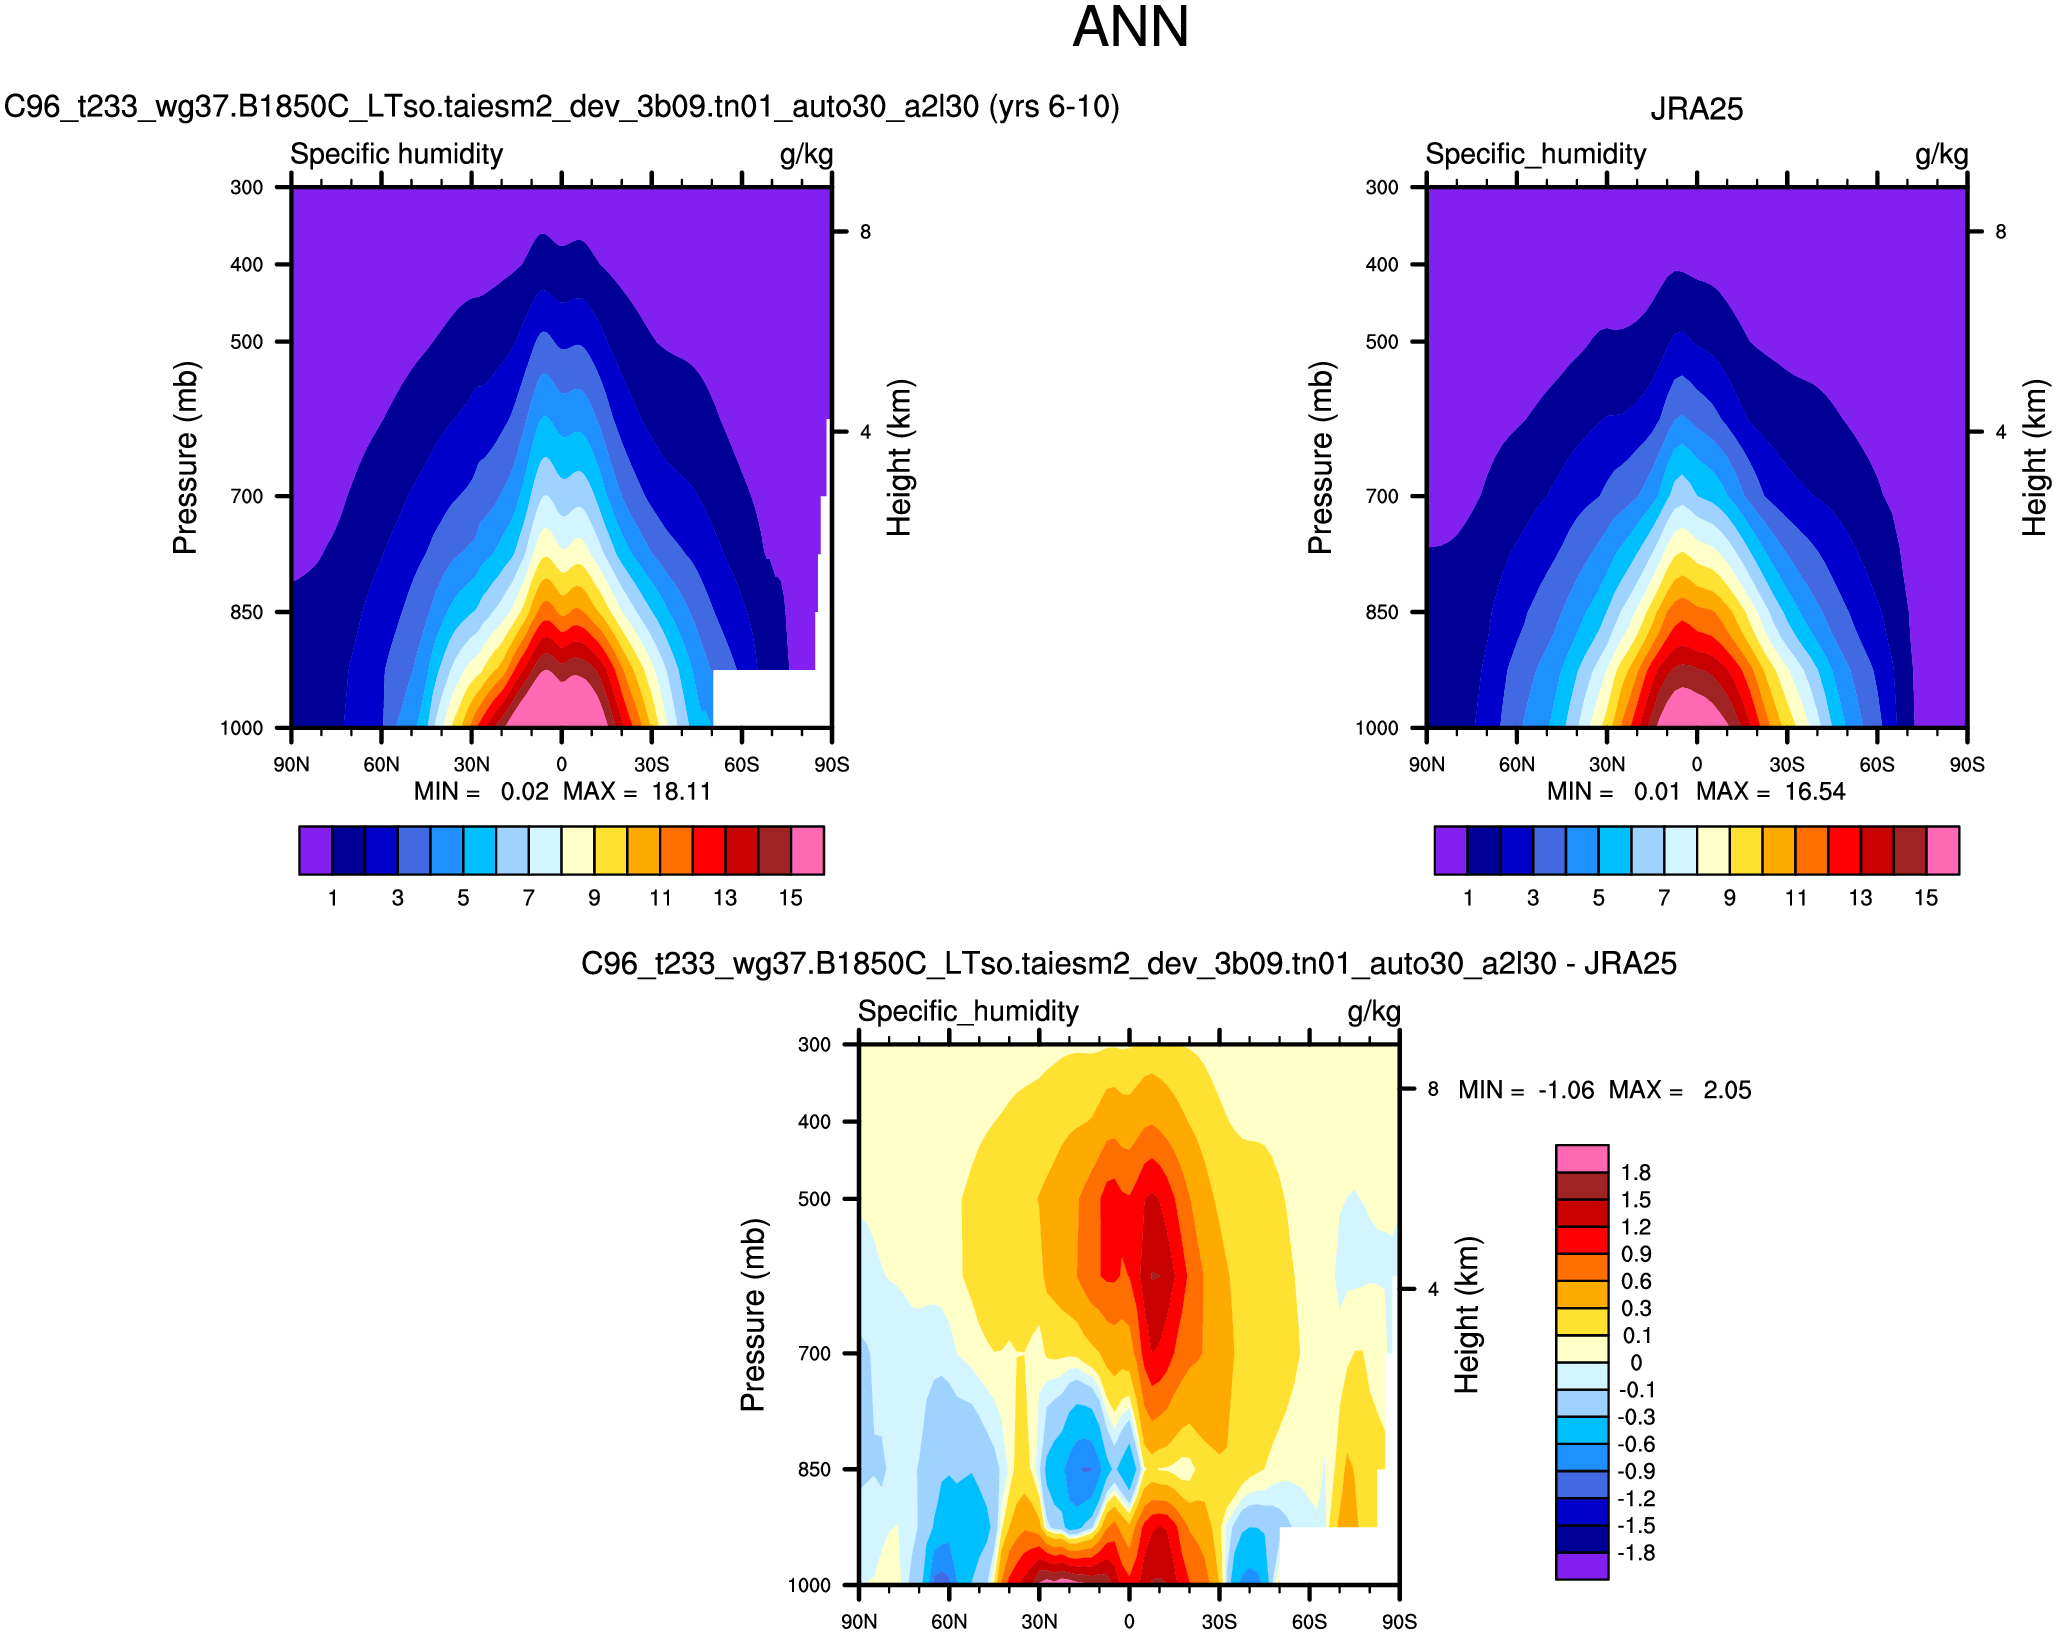 ANN
C96_t233_wg37.B1850C_LTso.taiesm2_dev_3b09.tn01_auto30_a2l30 (yrs 6-10)
Specific humidity g/kg
300
400
500
700
850
1000
Pressure (mb)
8
4
Height (km)
90N 60N 30N 0 30S 60S 90S
MIN = 0.02 MAX = 18.11
1 3 5 7 9 11 13 15
JRA25
Specific_humidity g/kg
300
400
500
700
850
1000
Pressure (mb)
8
4
Height (km)
90N 60N 30N 0 30S 60S 90S
MIN = 0.01 MAX = 16.54
1 3 5 7 9 11 13 15
C96_t233_wg37.B1850C_LTso.taiesm2_dev_3b09.tn01_auto30_a2l30 - JRA25
Specific_humidity g/kg
300
400
500
700
850
1000
Pressure (mb)
8
4
Height (km)
90N 60N 30N 0 30S 60S 90S
MIN = -1.06 MAX = 2.05
1.8
1.5
1.2
0.9
0.6
0.3
0.1
0
-0.1
-0.3
-0.6
-0.9
-1.2
-1.5
-1.8